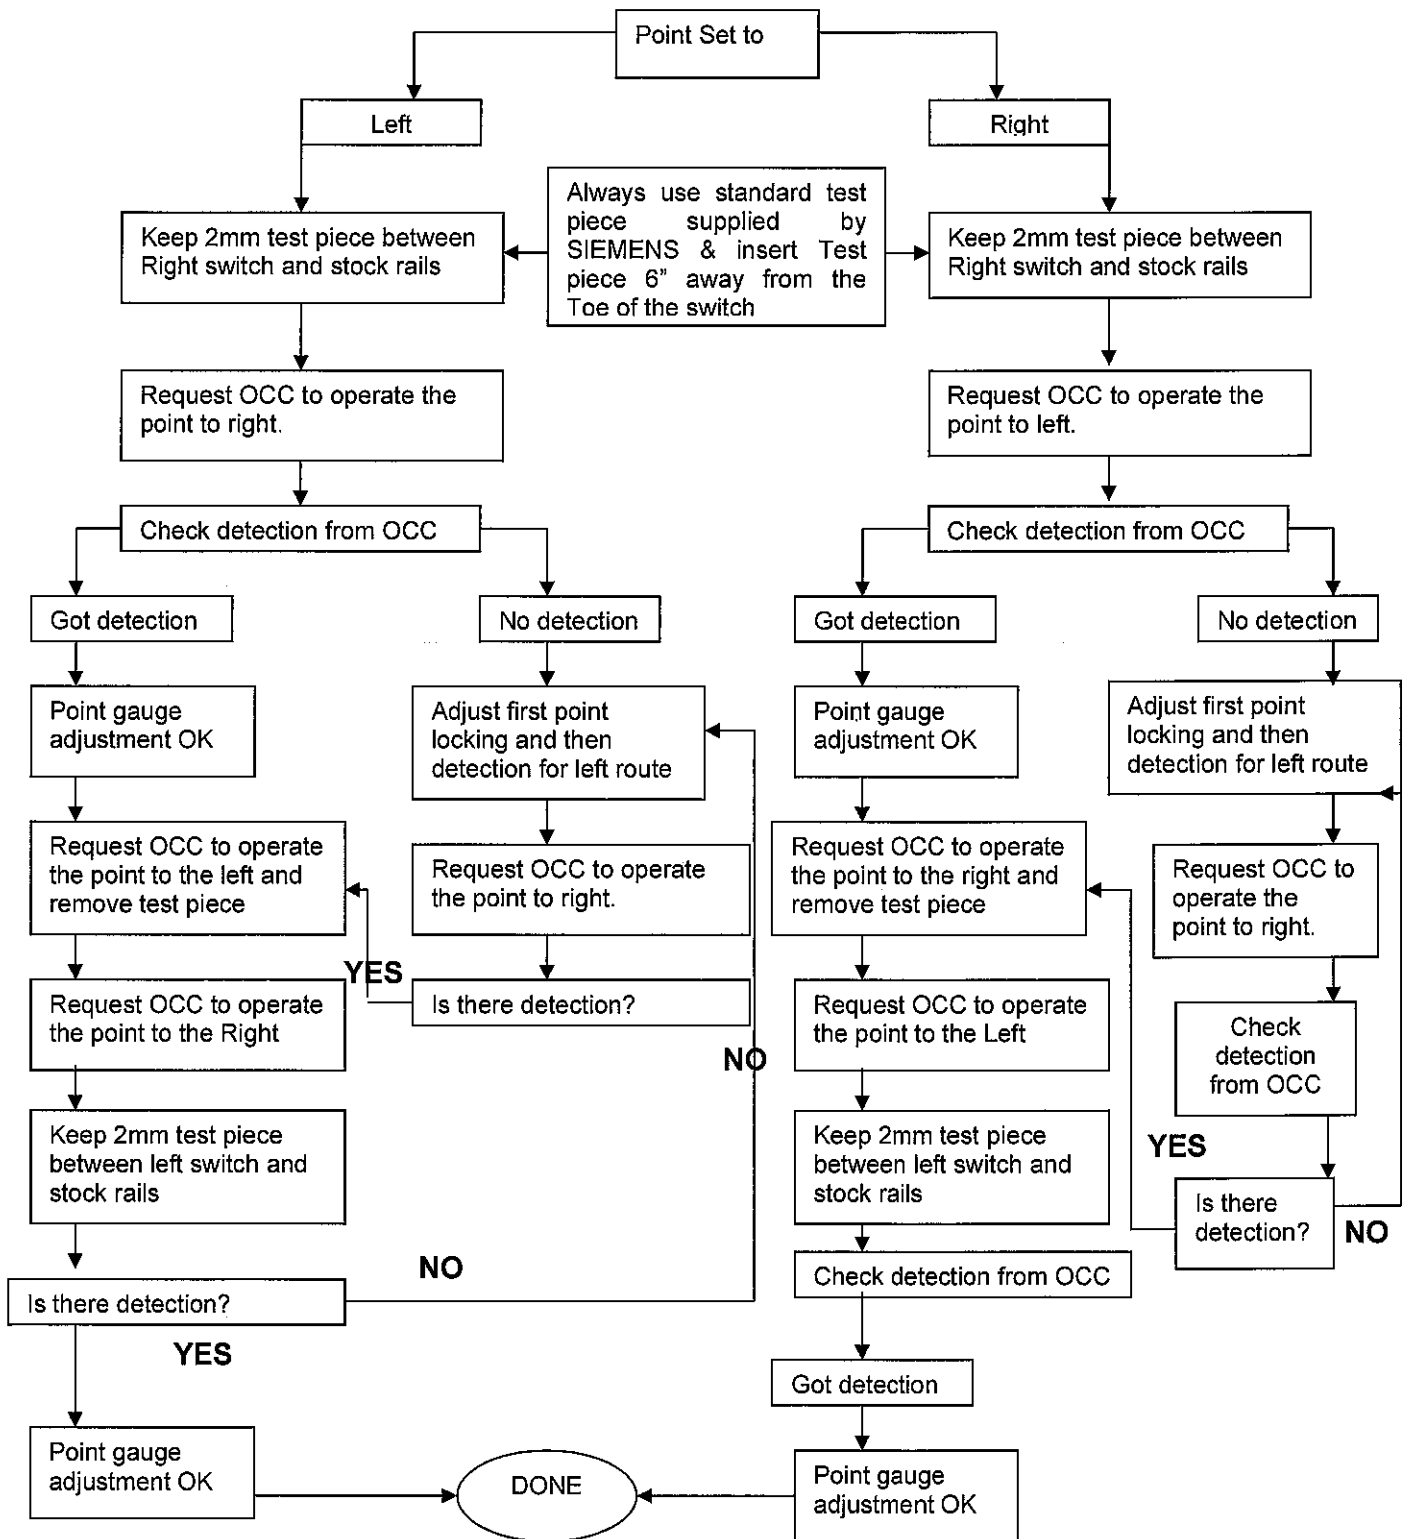 Point Set to
Left
Right
Keep 2mm test piece between
Right switch and stock rails
Always use standard test
piece supplied by
SIEMENS & insert Test
piece 6" away from the
Toe of the switch
Keep 2mm test piece between
Right switch and stock rails
Request OCC to operate the
point to right.
Request OCC to operate the
point to left.
Check detection from OCC
Check detection from OCC
Got detection
No detection
Got detection
No detection
Point gauge
adjustment OK
Adjust first point
locking and then
detection for left route
Point gauge
adjustment OK
Adjust first point
locking and then
detection for left route
Request OCC to operate
the point to the left and
remove test piece
Request OCC to operate
the point to right.
Request OCC to operate
the point to the right and
remove test piece
Request OCC to
operate the
point to right.
YES
Request OCC to operate
the point to the Right
Is there detection?
Request OCC to operate
the point to the Left
Check
detection
from OCC
NO
Keep 2mm test piece
between left switch and
stock rails
Keep 2mm test piece
between left switch and
stock rails
YES
Is there
detection?
NO
NO
Check detection from OCC
Is there detection?
YES
Got detection
Point gauge
adjustment OK
DONE
Point gauge
adjustment OK